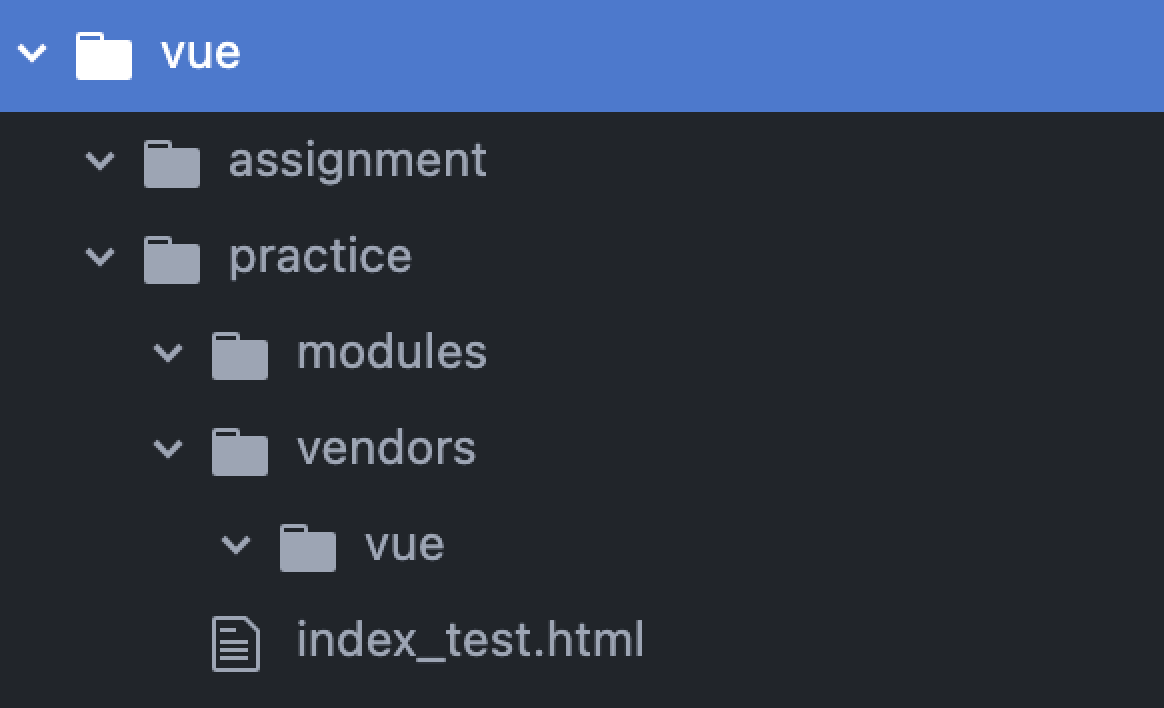 vue
assignment
practice
modules
vendors
vue
index_test.html